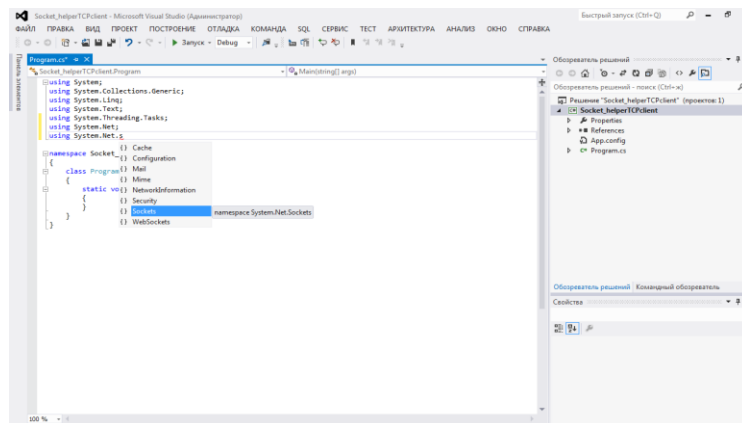 Socket_helperTCPclient - Microsoft Visual Studio (Администратор)
Быстрый запуск (Ctrl+Q)
ФАЙЛ ПРАВКА ВИД ПРОЕКТ ПОСТРОЕНИЕ ОТЛАДКА КОМАНДА SQL СЕРВИС ТЕСТ АРХИТЕКТУРА АНАЛИЗ ОКНО СПРАВКА
Запуск Debug
Панель элементов
Program.cs*
Socket_helperTCPclient.Program Main(string[] args)
using System;
using System.Collections.Generic;
using System.Linq;
using System.Text;
using System.Threading.Tasks;
using System.Net;
using System.Net.s
namespace Socket_
{
class Program
{
static vo
{
}
}
}
Cache
Configuration
Mail
Mime
NetworkInformation
Security
Sockets
WebSockets
namespace System.Net.Sockets
100 %
Обозреватель решений
Обозреватель решений - поиск (Ctrl+ж)
Решение "Socket_helperTCPclient" (проектов: 1)
Socket_helperTCPclient
Properties
References
App.config
Program.cs
Обозреватель решений Командный обозреватель
Свойства